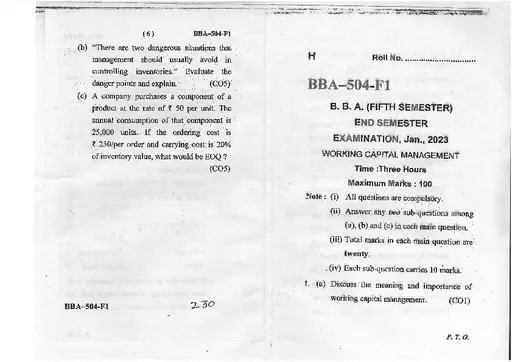 ( 6 ) BBA-504-F1
(b) "There are two dangerous situations that
management should usually avoid in
controlling inventories." Evaluate the
danger points and explain. (CO5)
(c) A company purchases a component of a
product at the rate of ₹ 50 per unit. The
annual consumption of that component is
25,000 units. If the ordering cost is
₹ 230/per order and carrying cost is 20%
of inventory value, what would be EOQ ?
(CO5)
BBA-504-F1 230
H Roll No. ..............................
BBA-504-F1
B. B. A. (FIFTH SEMESTER)
END SEMESTER
EXAMINATION, Jan., 2023
WORKING CAPITAL MANAGEMENT
Time :Three Hours
Maximum Marks : 100
Note : (i) All questions are compulsory.
(ii) Answer any two sub-questions among
(a), (b) and (c) in each main question.
(iii) Total marks in each main question are
twenty.
(iv) Each sub-question carries 10 marks.
1. (a) Discuss the meaning and importance of
working capital management. (CO1)
P. T. O.